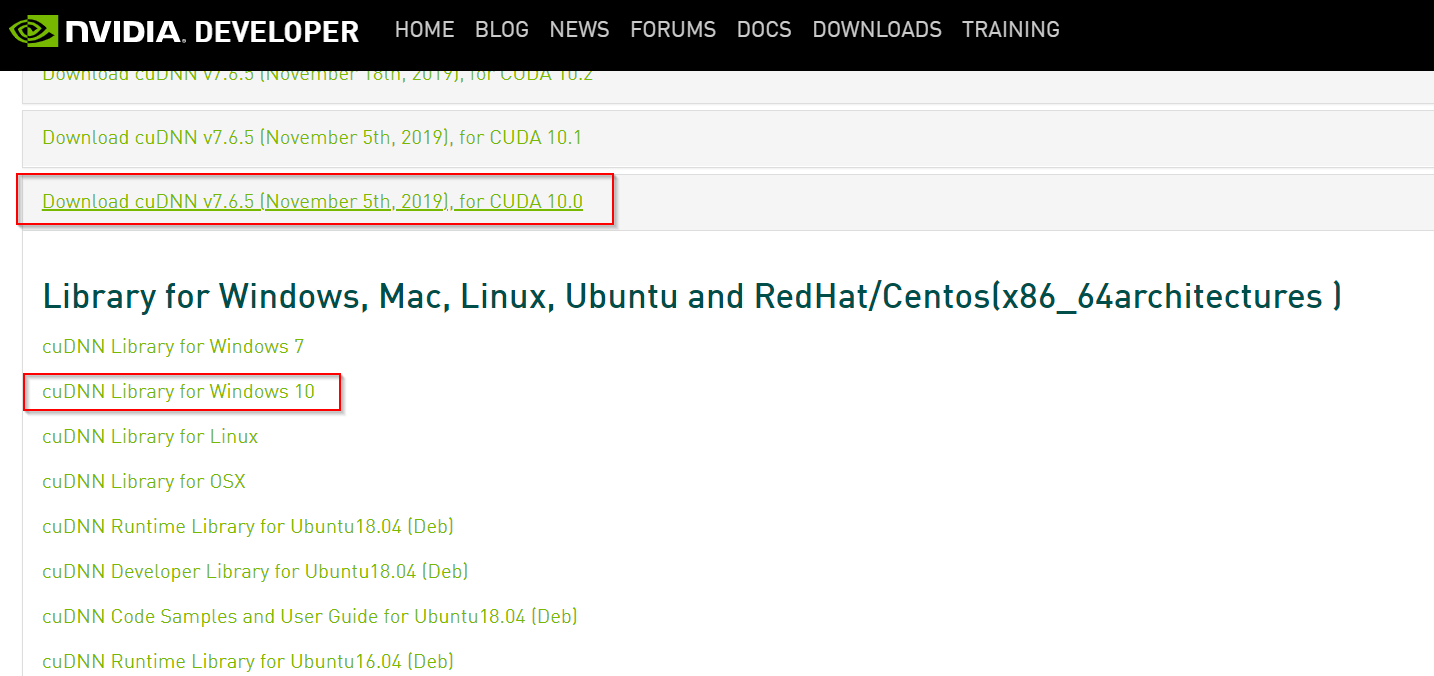 NVIDIA. DEVELOPER HOME BLOG NEWS FORUMS DOCS DOWNLOADS TRAINING
Download cuDNN v7.6.5 (November 18th, 2019), for CUDA 10.2
Download cuDNN v7.6.5 (November 5th, 2019), for CUDA 10.1
Download cuDNN v7.6.5 (November 5th, 2019), for CUDA 10.0
Library for Windows, Mac, Linux, Ubuntu and RedHat/Centos(x86_64architectures )
cuDNN Library for Windows 7
cuDNN Library for Windows 10
cuDNN Library for Linux
cuDNN Library for OSX
cuDNN Runtime Library for Ubuntu18.04 (Deb)
cuDNN Developer Library for Ubuntu18.04 (Deb)
cuDNN Code Samples and User Guide for Ubuntu18.04 (Deb)
cuDNN Runtime Library for Ubuntu16.04 (Deb)